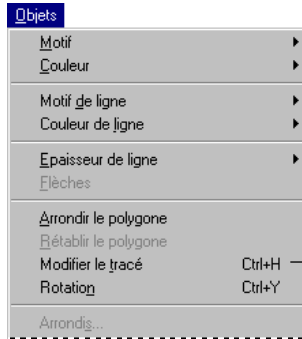 Objets
Motif
Couleur
Motif de ligne
Couleur de ligne
Epaisseur de ligne
Flèches
Arrondir le polygone
Rétablir le polygone
Modifier le tracé Ctrl+H
Rotation Ctrl+Y
Arrondis...